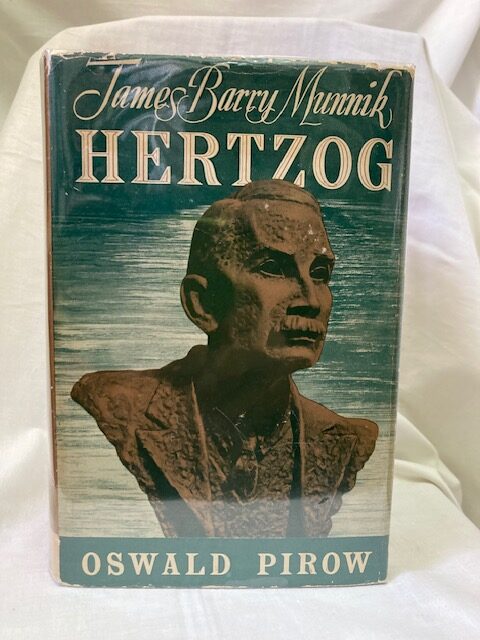 James Barry Munnik
HERTZOG
OSWALD PIROW